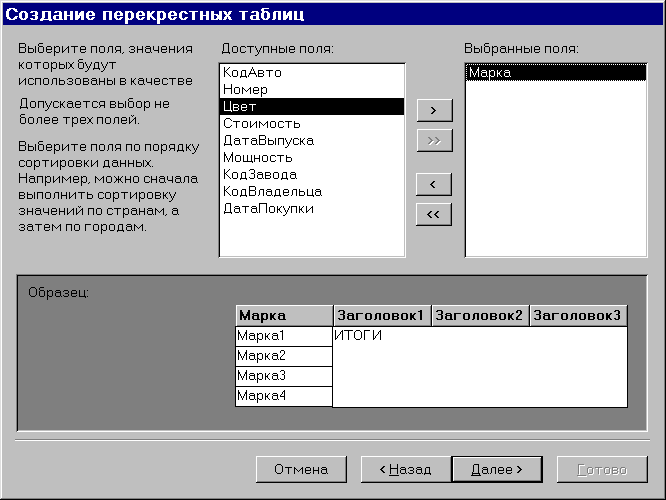 Создание перекрестных таблиц
Выберите поля, значения
которых будут
использованы в качестве
Допускается выбор не
более трех полей.
Выберите поля по порядку
сортировки данных.
Например, можно сначала
выполнить сортировку
значений по странам, а
затем по городам.
Доступные поля:
КодАвто
Номер
Цвет
Стоимость
ДатаВыпуска
Мощность
КодЗавода
КодВладельца
ДатаПокупки
>
>>
<
<<
Выбранные поля:
Марка
Образец:
Марка Заголовок1 Заголовок2 Заголовок3
Марка1 ИТОГИ
Марка2
Марка3
Марка4
Отмена < Назад Далее > Готово